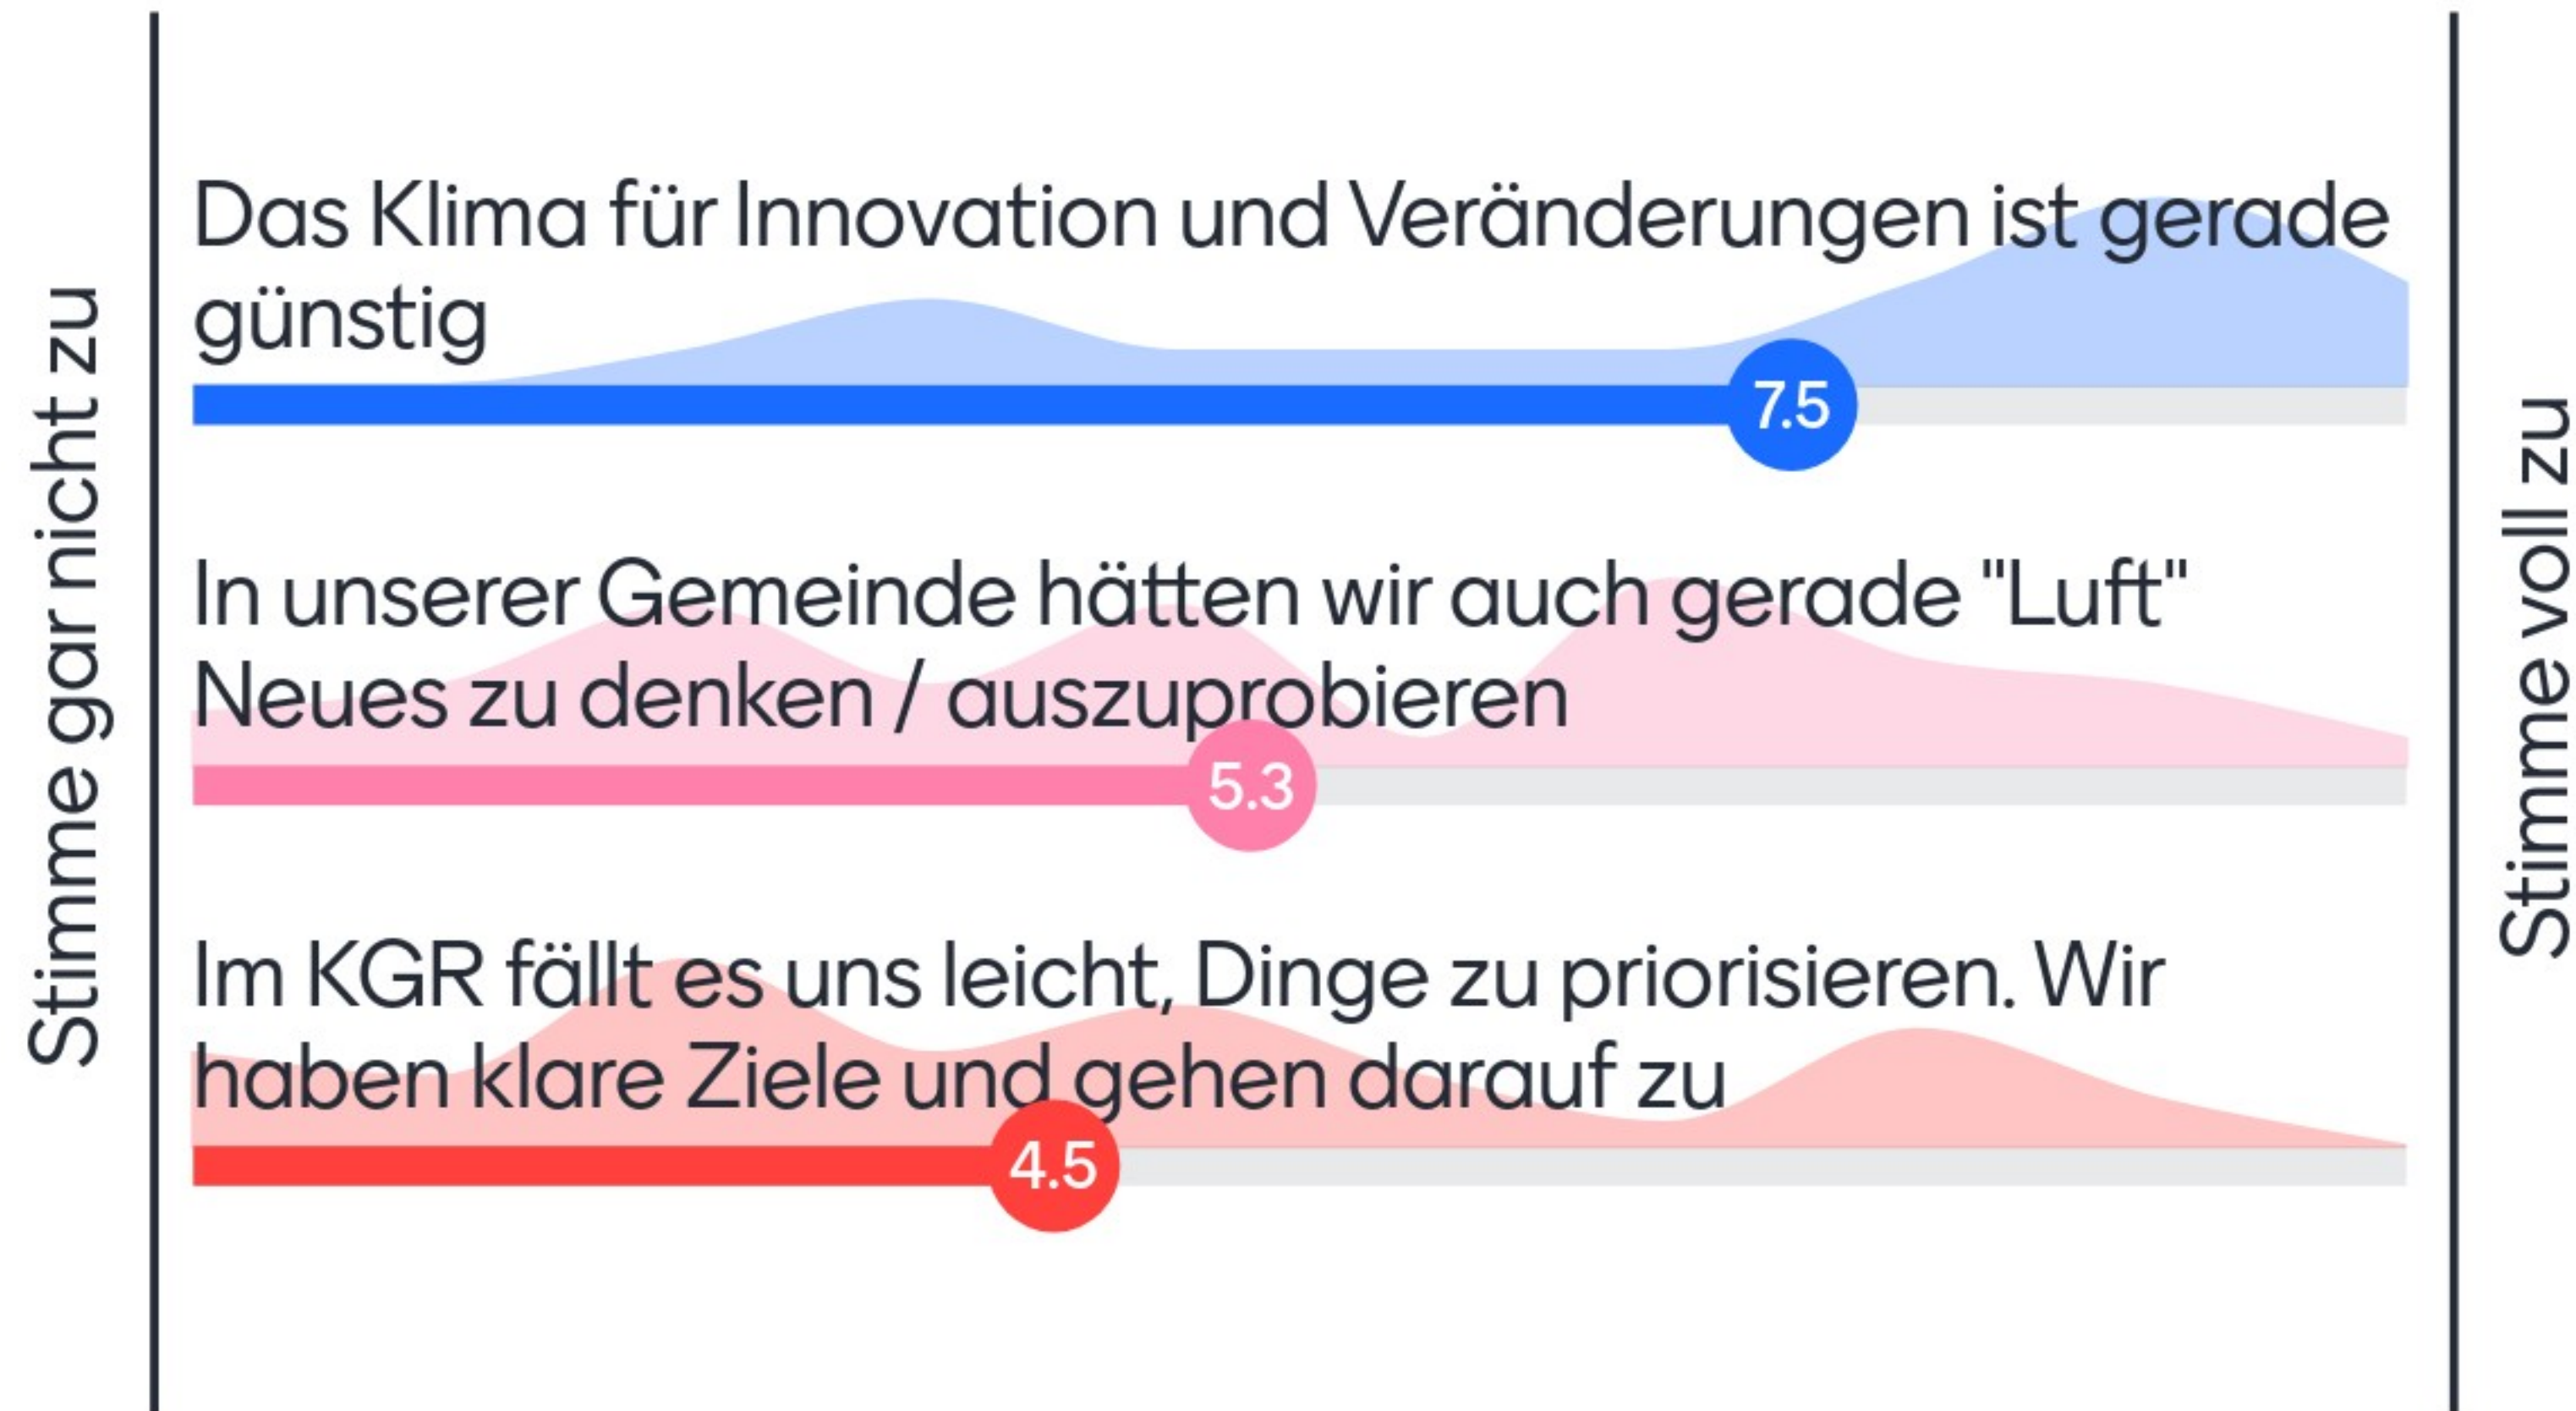 Stimme gar nicht zu
Das Klima für Innovation und Veränderungen ist gerade
günstig
7.5
In unserer Gemeinde hätten wir auch gerade "Luft"
Neues zu denken / auszuprobieren
5.3
Im KGR fällt es uns leicht, Dinge zu priorisieren. Wir
haben klare Ziele und gehen darauf zu
4.5
Stimme voll zu